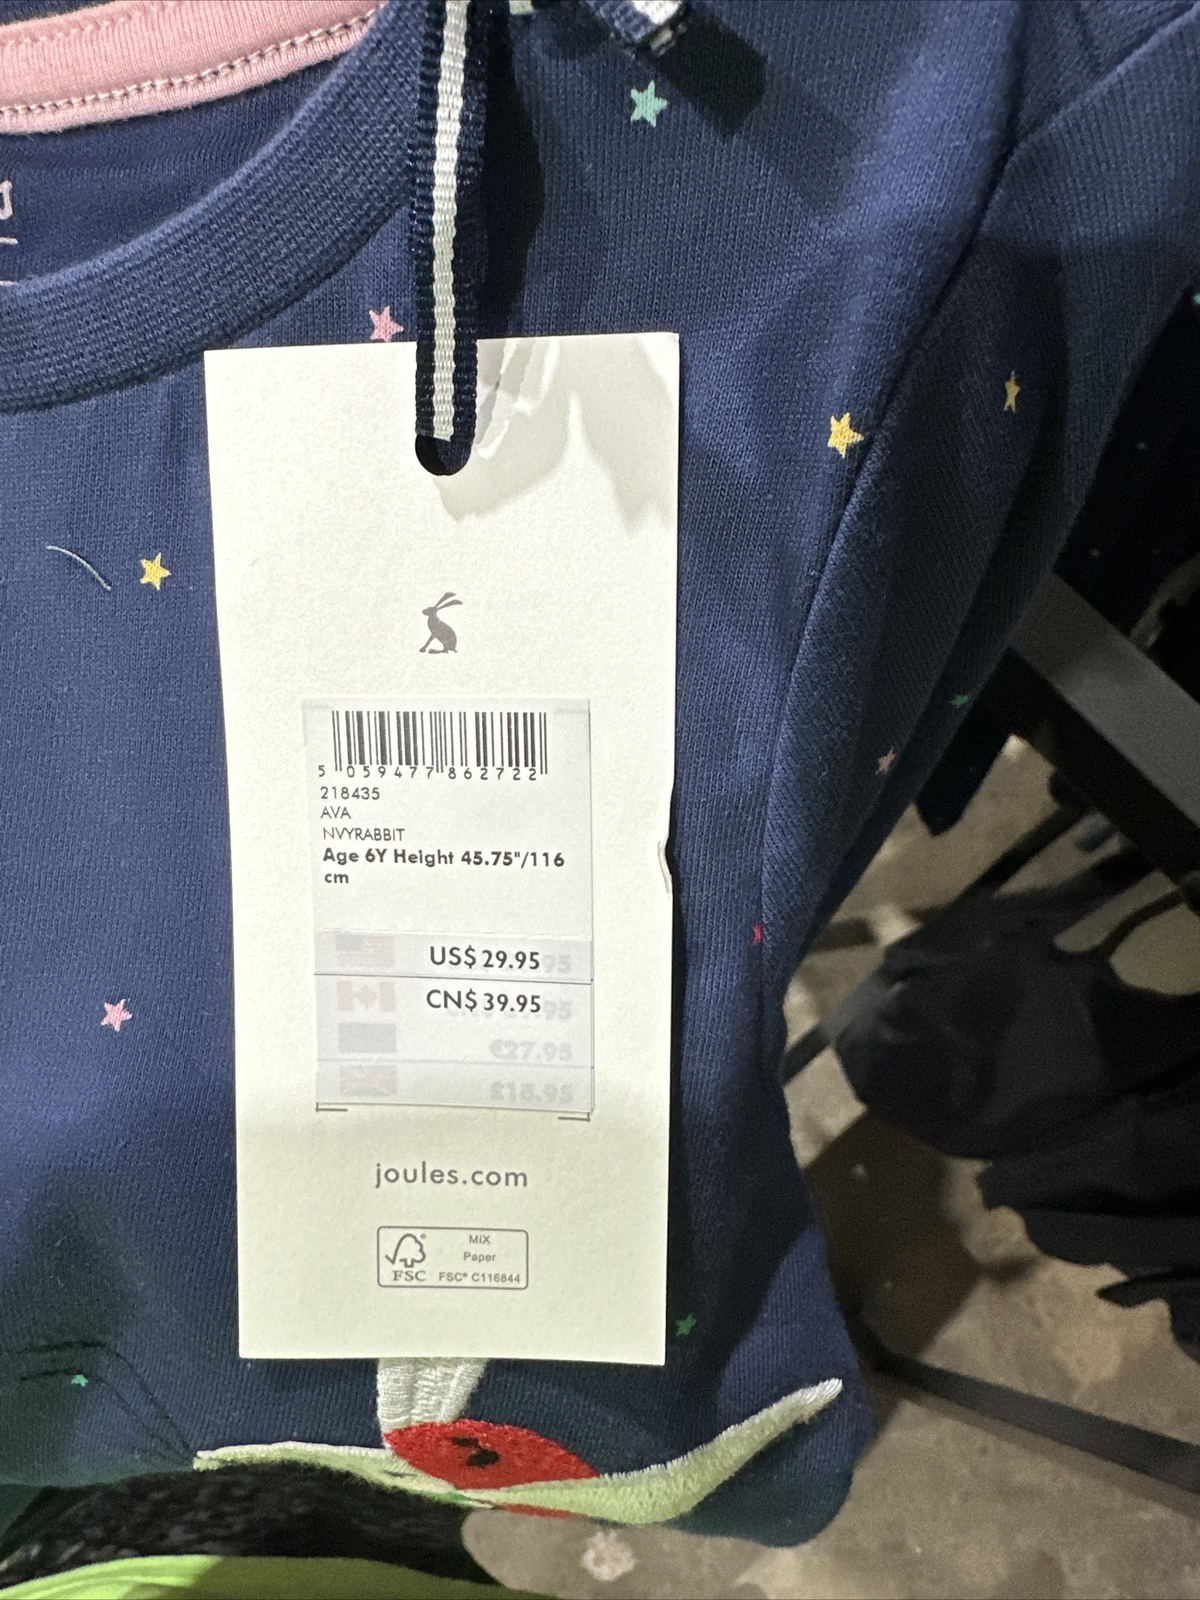 5 059477 862722
218435
AVA
NVYRABBIT
Age 6Y Height 45.75"/116
cm
US$ 29.95
CN$ 39.95
€27.95
£18.95
joules.com
MIX
Paper
FSC FSC® C116844